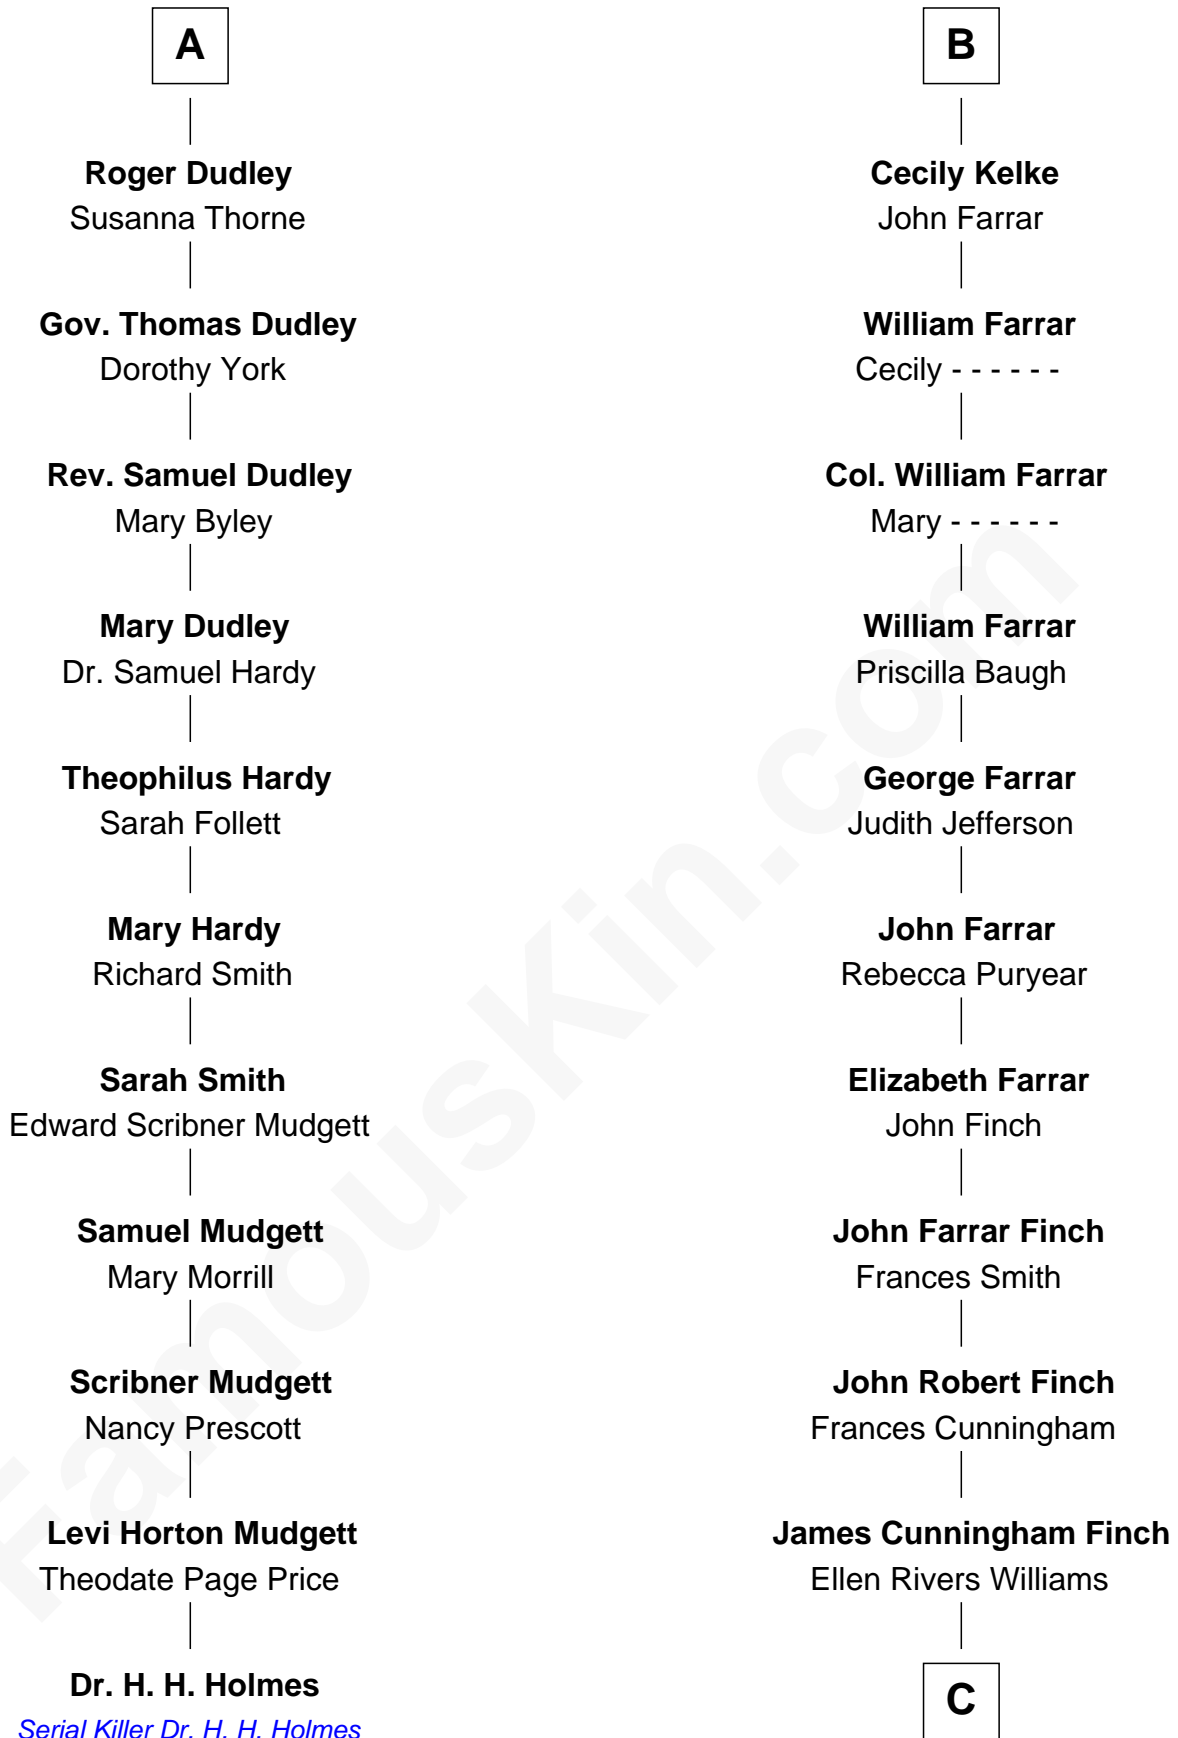 A
Roger Dudley
Susanna Thorne
Gov. Thomas Dudley
Dorothy York
Rev. Samuel Dudley
Mary Byley
Mary Dudley
Dr. Samuel Hardy
Theophilus Hardy
Sarah Follett
Mary Hardy
Richard Smith
Sarah Smith
Edward Scribner Mudgett
Samuel Mudgett
Mary Morrill
Scribner Mudgett
Nancy Prescott
Levi Horton Mudgett
Theodate Page Price
Dr. H. H. Holmes
Serial Killer Dr. H. H. Holmes
B
Cecily Kelke
John Farrar
William Farrar
Cecily - - - - - -
Col. William Farrar
Mary - - - - - -
William Farrar
Priscilla Baugh
George Farrar
Judith Jefferson
John Farrar
Rebecca Puryear
Elizabeth Farrar
John Finch
John Farrar Finch
Frances Smith
John Robert Finch
Frances Cunningham
James Cunningham Finch
Ellen Rivers Williams
C
FamousKin.com